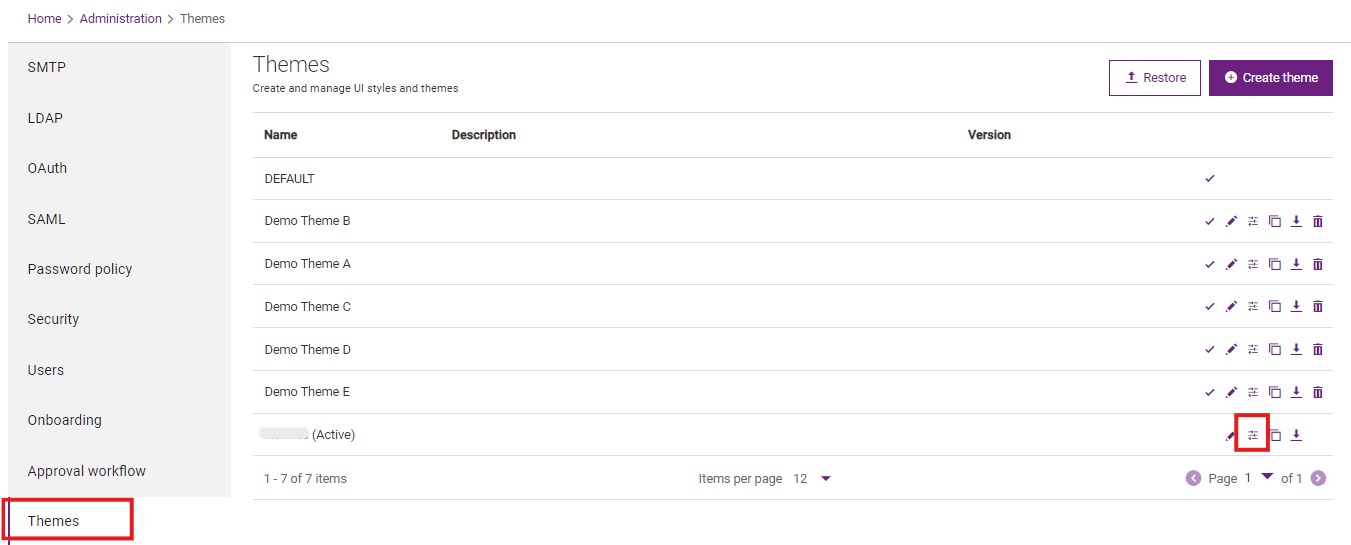 Home > Administration > Themes
SMTP
LDAP
OAuth
SAML
Password policy
Security
Users
Onboarding
Approval workflow
Themes
Themes
Create and manage UI styles and themes
Restore
Create theme
Name Description Version
DEFAULT
Demo Theme B
Demo Theme A
Demo Theme C
Demo Theme D
Demo Theme E
(Active)
1 - 7 of 7 items Items per page 12 Page 1 of 1